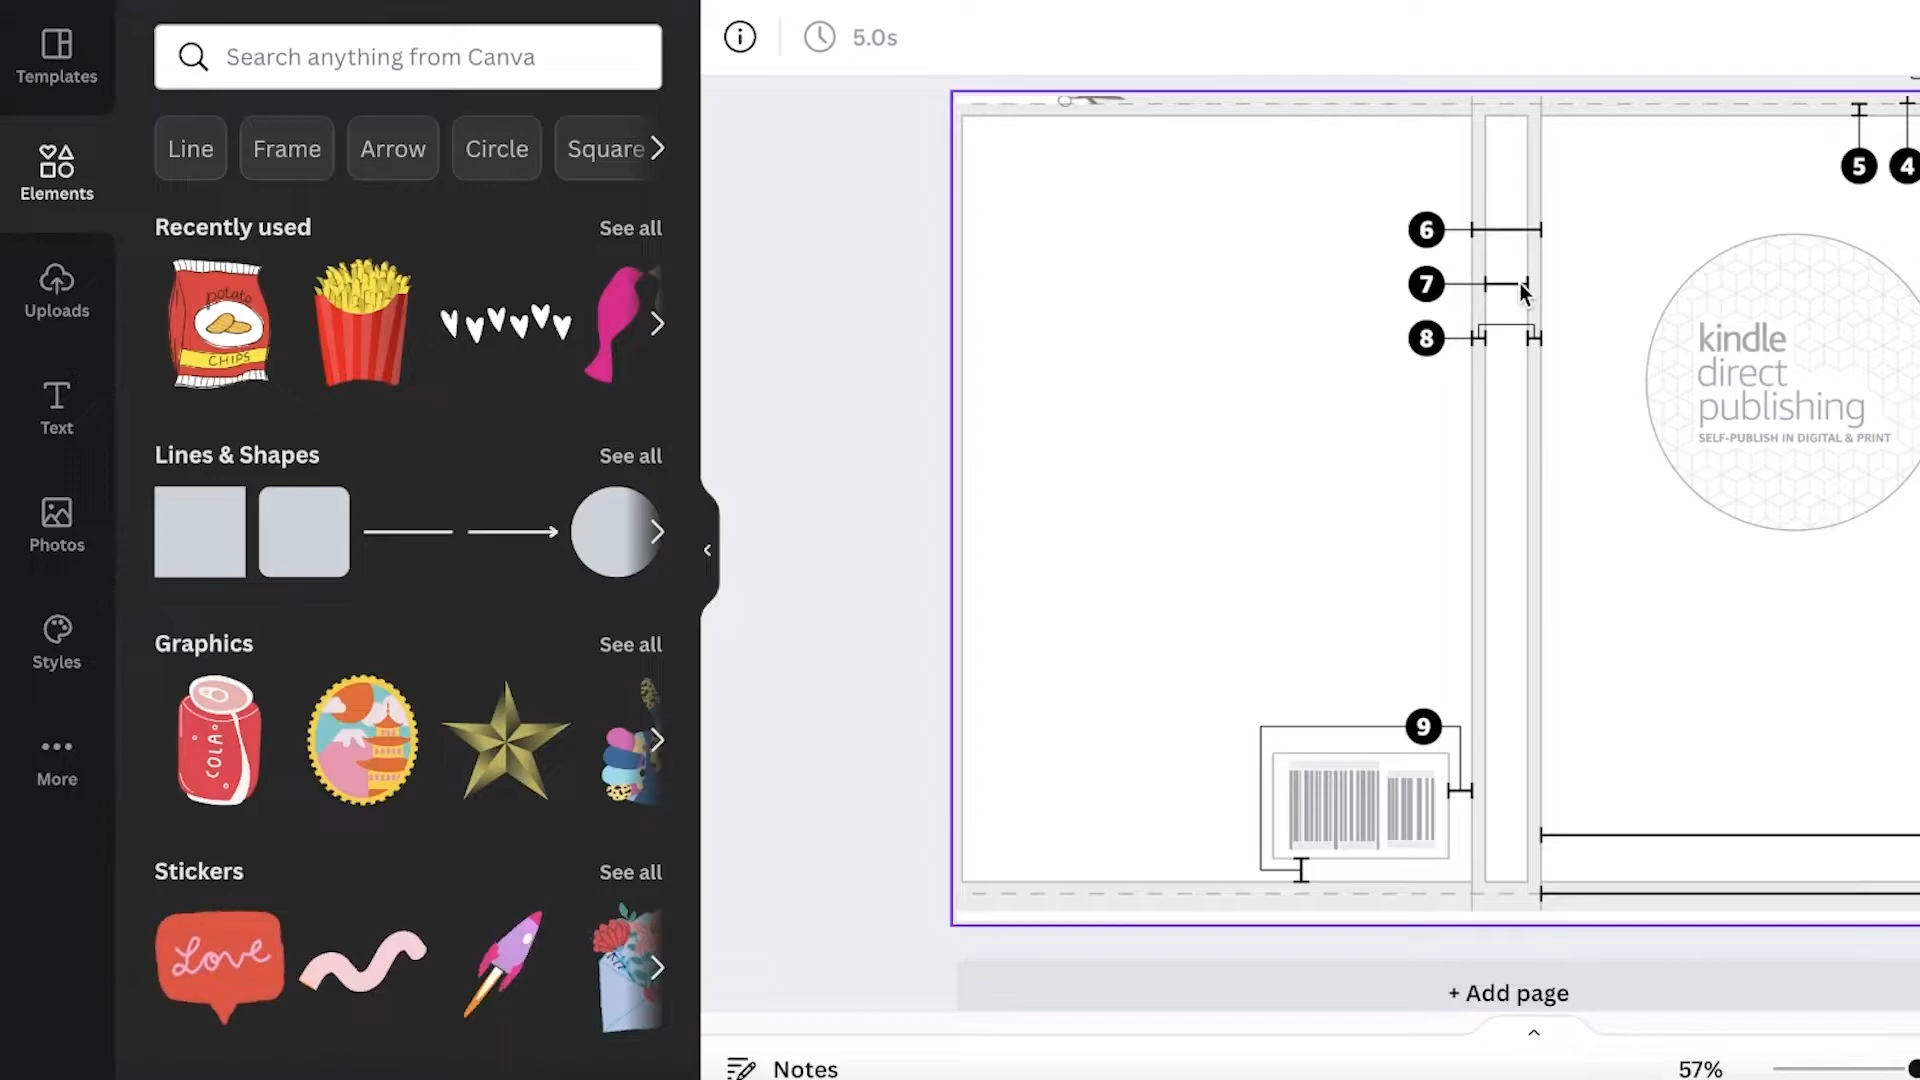 Templates
Elements
Uploads
Text
Photos
Styles
More
Search anything from Canva
Line
Frame
Arrow
Circle
Square
Recently used
See all
potato
CHIPS
Lines & Shapes
See all
Graphics
See all
COLA
Stickers
See all
Love
5.0s
5
4
6
7
8
kindle
direct
publishing
SELF-PUBLISH IN DIGITAL & PRINT
9
+ Add page
Notes
57%